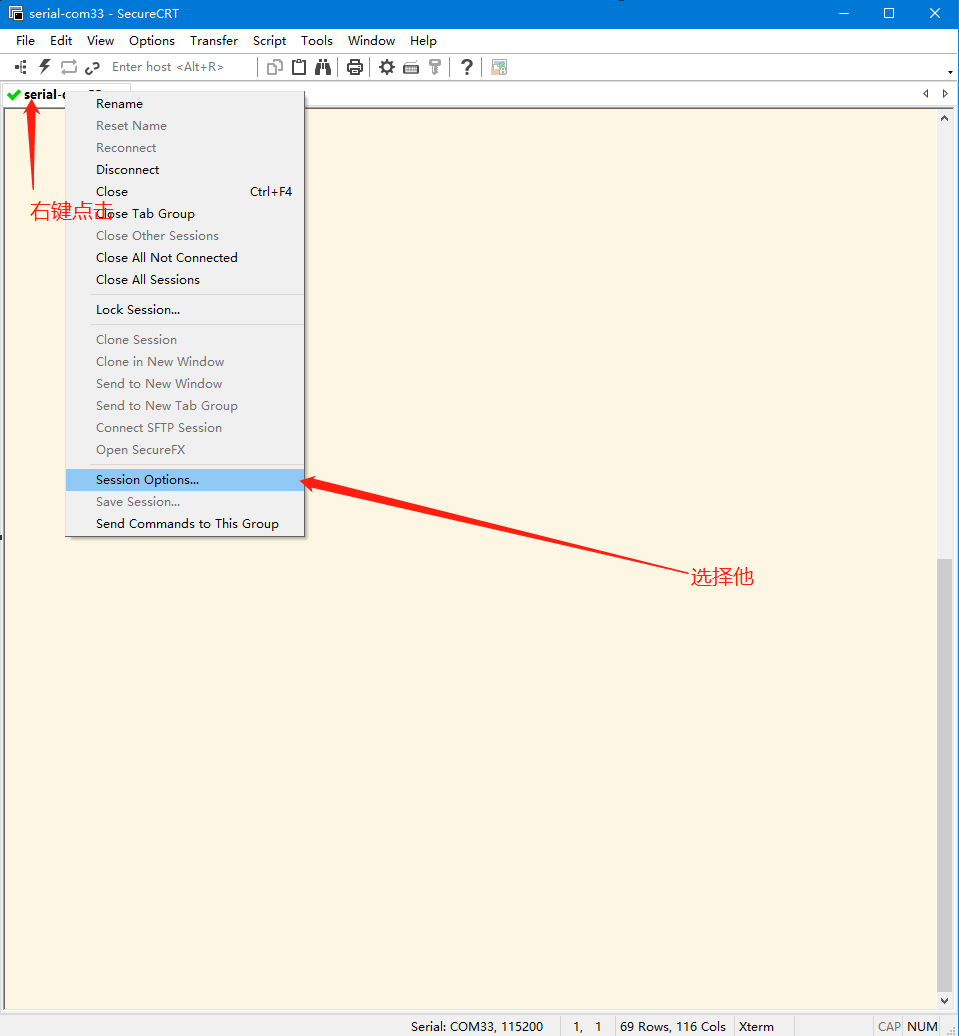 serial-com33 - SecureCRT
File Edit View Options Transfer Script Tools Window Help
Enter host <Alt+R>
serial-
Rename
Reset Name
Reconnect
Disconnect
Close Ctrl+F4
右键点击
Close Tab Group
Close Other Sessions
Close All Not Connected
Close All Sessions
Lock Session...
Clone Session
Clone in New Window
Send to New Window
Send to New Tab Group
Connect SFTP Session
Open SecureFX
Session Options...
Save Session...
Send Commands to This Group
选择他
Serial: COM33, 115200 1, 1 69 Rows, 116 Cols Xterm CAP NUM